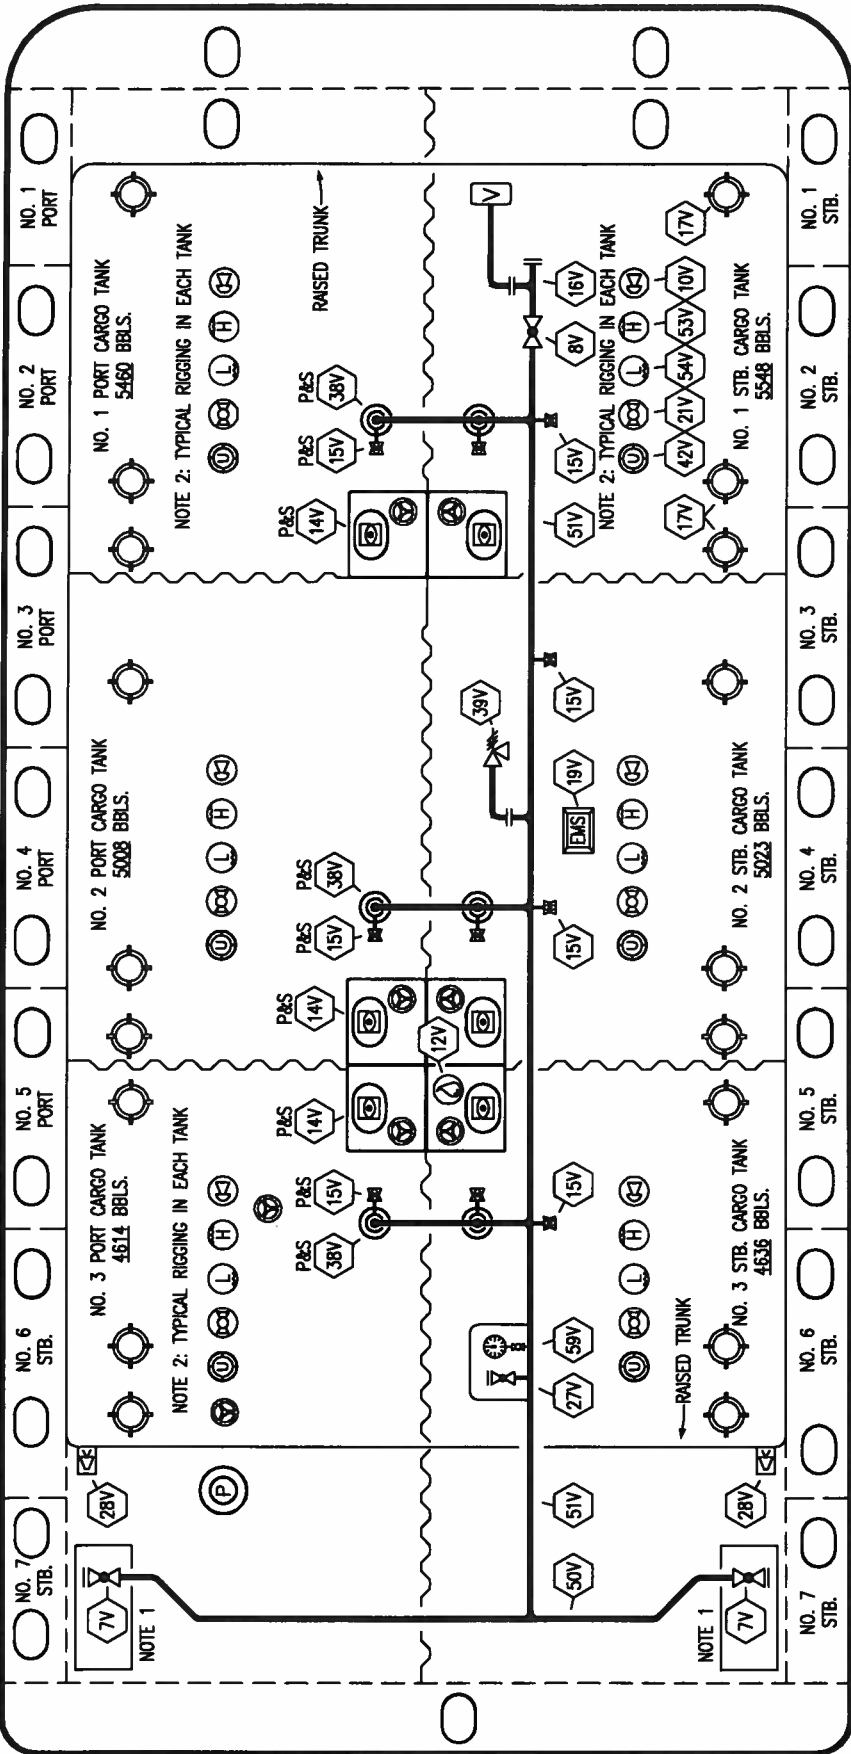 NO. 7
STB.
NO. 6
STB.
NO. 5
PORT
NO. 4
PORT
NO. 3
PORT
NO. 2
PORT
NO. 1
PORT
7V
NOTE 1
28V
NO. 3 PORT CARGO TANK
4614 BBLS.
NO. 2 PORT CARGO TANK
5008 BBLS.
NO. 1 PORT CARGO TANK
5460 BBLS.
NOTE 2: TYPICAL RIGGING IN EACH TANK
NOTE 2: TYPICAL RIGGING IN EACH TANK
P
U
L
H
U
L
H
U
L
H
P&S
38V
P&S
15V
P&S
14V
P&S
14V
P&S
15V
P&S
38V
P&S
14V
P&S
15V
P&S
38V
RAISED TRUNK
12V
39V
V
50V
51V
27V
59V
15V
15V
EMS
19V
15V
51V
15V
8V
16V
NOTE 2: TYPICAL RIGGING IN EACH TANK
U
L
H
U
L
H
U
L
H
42V
21V
54V
53V
10V
RAISED TRUNK
17V
17V
NOTE 1
7V
28V
NO. 3 STB. CARGO TANK
4636 BBLS.
NO. 2 STB. CARGO TANK
5023 BBLS.
NO. 1 STB. CARGO TANK
5548 BBLS.
NO. 7
STB.
NO. 6
STB.
NO. 5
STB.
NO. 4
STB.
NO. 3
STB.
NO. 2
STB.
NO. 1
STB.